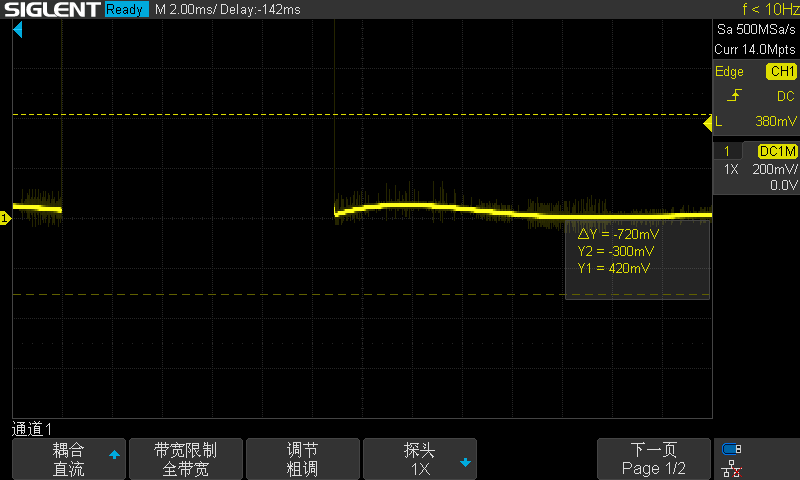 SIGLENT Ready M 2.00ms/ Delay:-142ms f < 10Hz
Sa 500MSa/s
Curr 14.0Mpts
Edge CH1
DC
L 380mV
1 DC1M
1X 200mV/
0.0V
1
ΔY = -720mV
Y2 = -300mV
Y1 = 420mV
通道1
耦合 带宽限制 调节 探头 下一页
直流 全带宽 粗调 1X Page 1/2